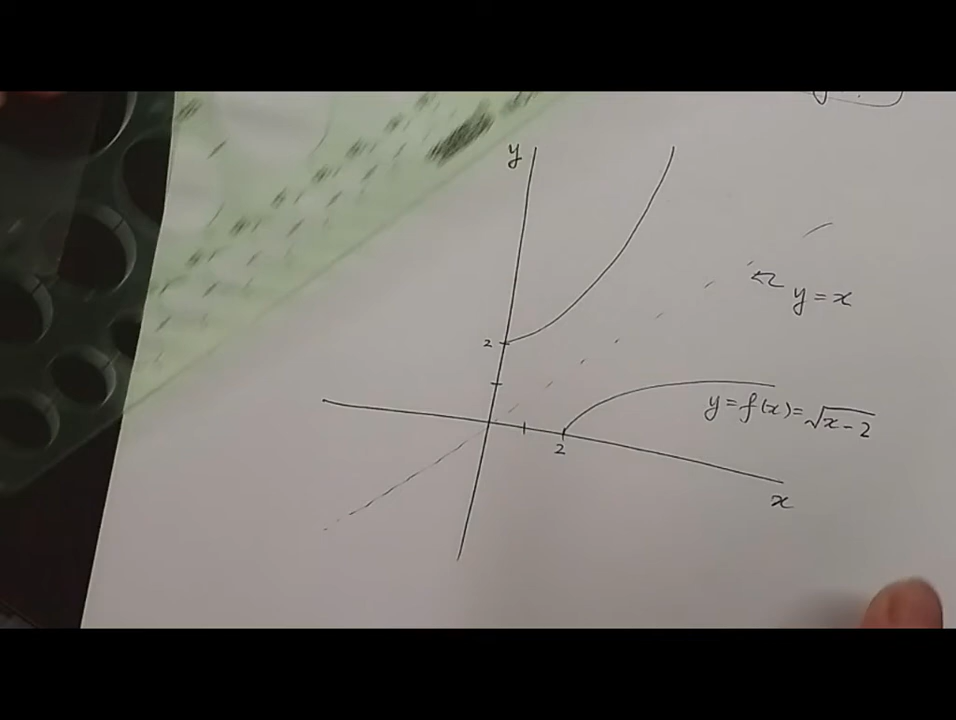 y
y = x
2
y = f(x) = √x-2
2
x